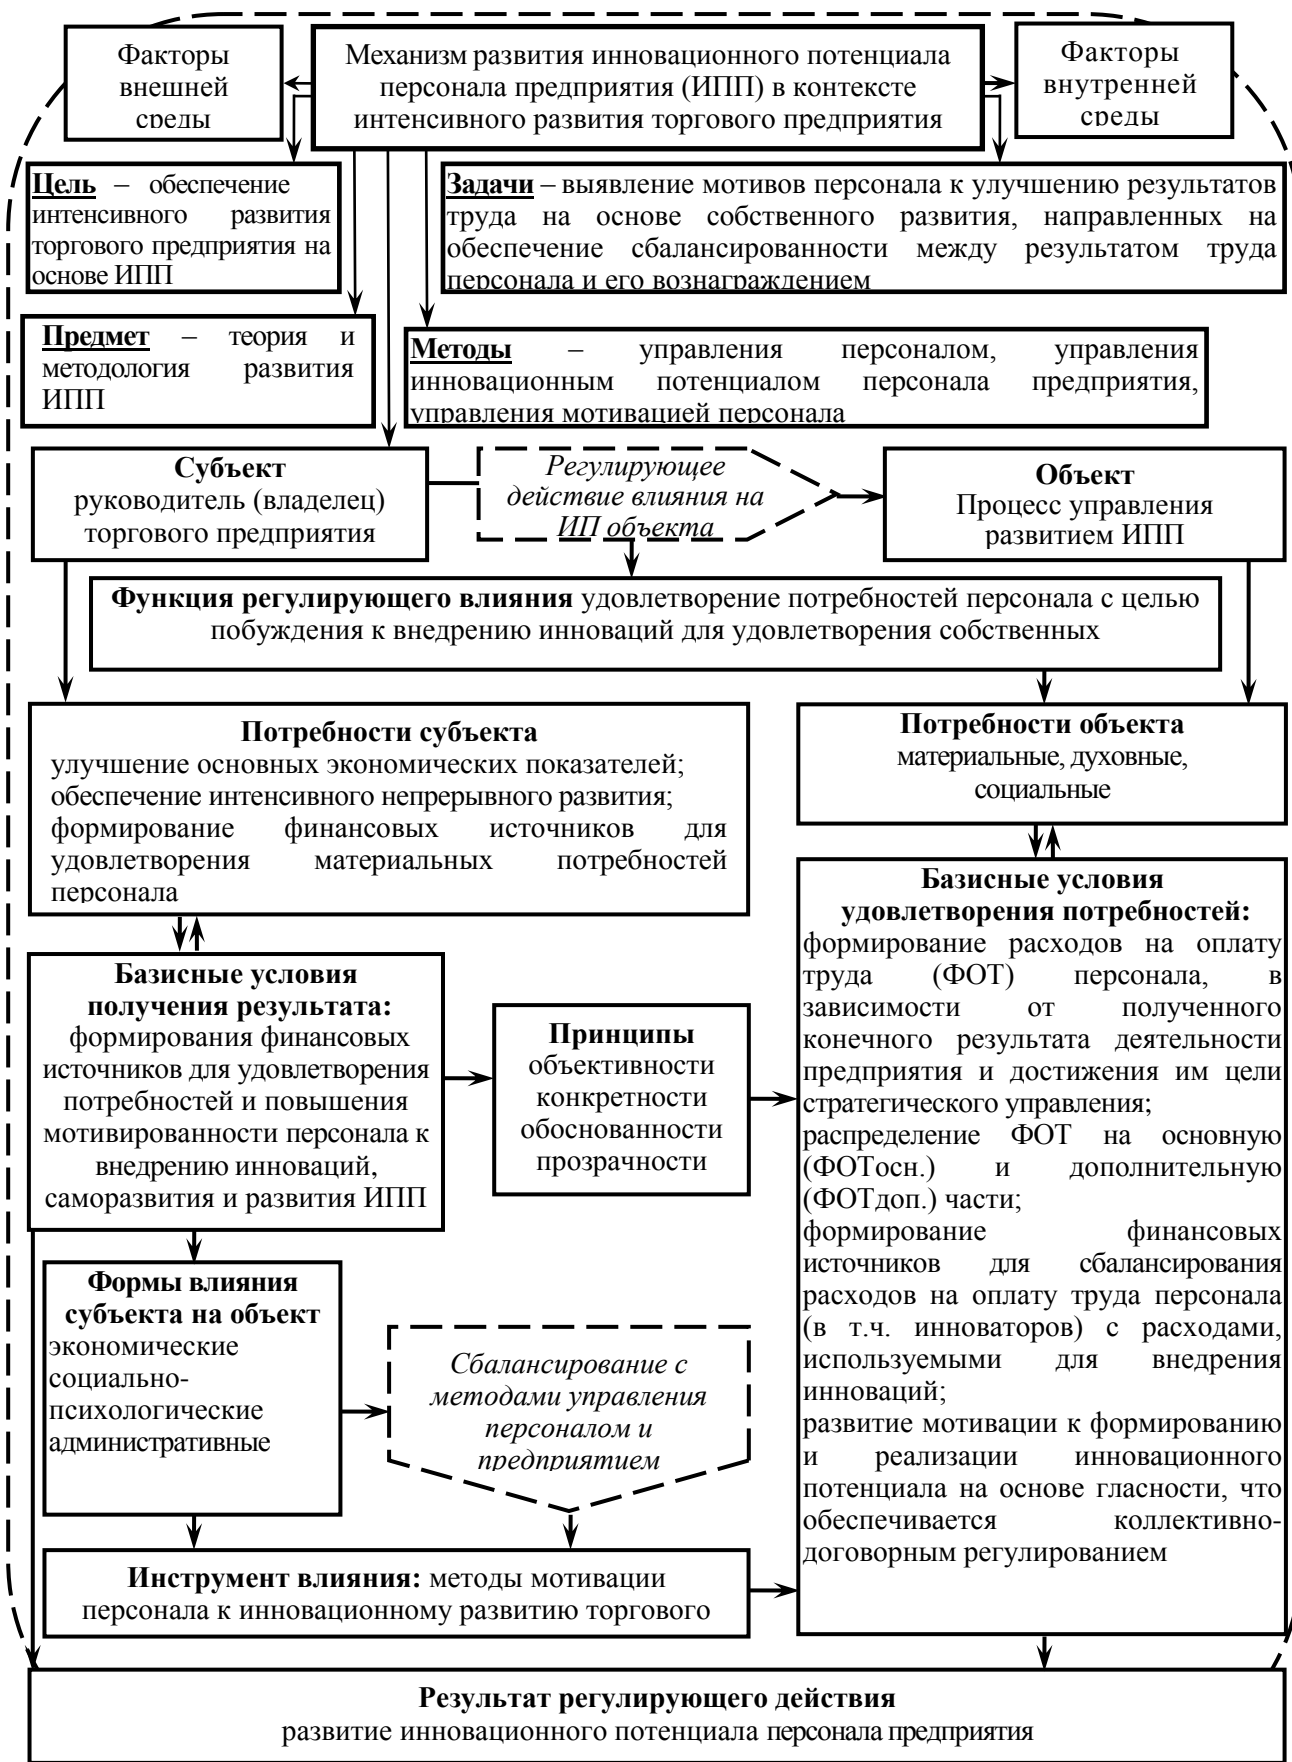 Факторы
внешней
среды
Механизм развития инновационного потенциала
персонала предприятия (ИПП) в контексте
интенсивного развития торгового предприятия
Факторы
внутренней
среды
Цель – обеспечение
интенсивного развития
торгового предприятия на
основе ИПП
Задачи – выявление мотивов персонала к улучшению результатов
труда на основе собственного развития, направленных на
обеспечение сбалансированности между результатом труда
персонала и его вознаграждением
Предмет – теория и
методология развития
ИПП
Методы – управления персоналом, управления
инновационным потенциалом персонала предприятия,
управления мотивацией персонала
Субъект
руководитель (владелец)
торгового предприятия
Регулирующее
действие влияния на
ИП объекта
Объект
Процесс управления
развитием ИПП
Функция регулирующего влияния удовлетворение потребностей персонала с целью
побуждения к внедрению инноваций для удовлетворения собственных
Потребности субъекта
улучшение основных экономических показателей;
обеспечение интенсивного непрерывного развития;
формирование финансовых источников для
удовлетворения материальных потребностей
персонала
Потребности объекта
материальные, духовные,
социальные
Базисные условия
получения результата:
формирования финансовых
источников для удовлетворения
потребностей и повышения
мотивированности персонала к
внедрению инноваций,
саморазвития и развития ИПП
Принципы
объективности
конкретности
обоснованности
прозрачности
Базисные условия
удовлетворения потребностей:
формирование расходов на оплату
труда (ФОТ) персонала, в
зависимости от полученного
конечного результата деятельности
предприятия и достижения им цели
стратегического управления;
распределение ФОТ на основную
(ФОТосн.) и дополнительную
(ФОТдоп.) части;
формирование финансовых
источников для сбалансирования
расходов на оплату труда персонала
(в т.ч. инноваторов) с расходами,
используемыми для внедрения
инноваций;
развитие мотивации к формированию
и реализации инновационного
потенциала на основе гласности, что
обеспечивается коллективно-
договорным регулированием
Формы влияния
субъекта на объект
экономические
социально-
психологические
административные
Сбалансирование с
методами управления
персоналом и
предприятием
Инструмент влияния: методы мотивации
персонала к инновационному развитию торгового
Результат регулирующего действия
развитие инновационного потенциала персонала предприятия